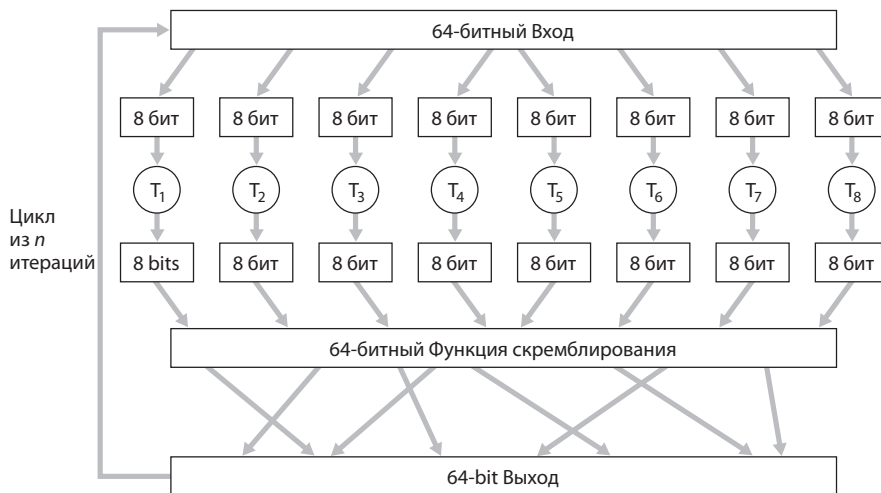 64-битный Вход
8 бит 8 бит 8 бит 8 бит 8 бит 8 бит 8 бит 8 бит
T1 T2 T3 T4 T5 T6 T7 T8
Цикл
из n
итераций
8 bits 8 бит 8 бит 8 бит 8 бит 8 бит 8 бит 8 бит
64-битный Функция скремблирования
64-bit Выход